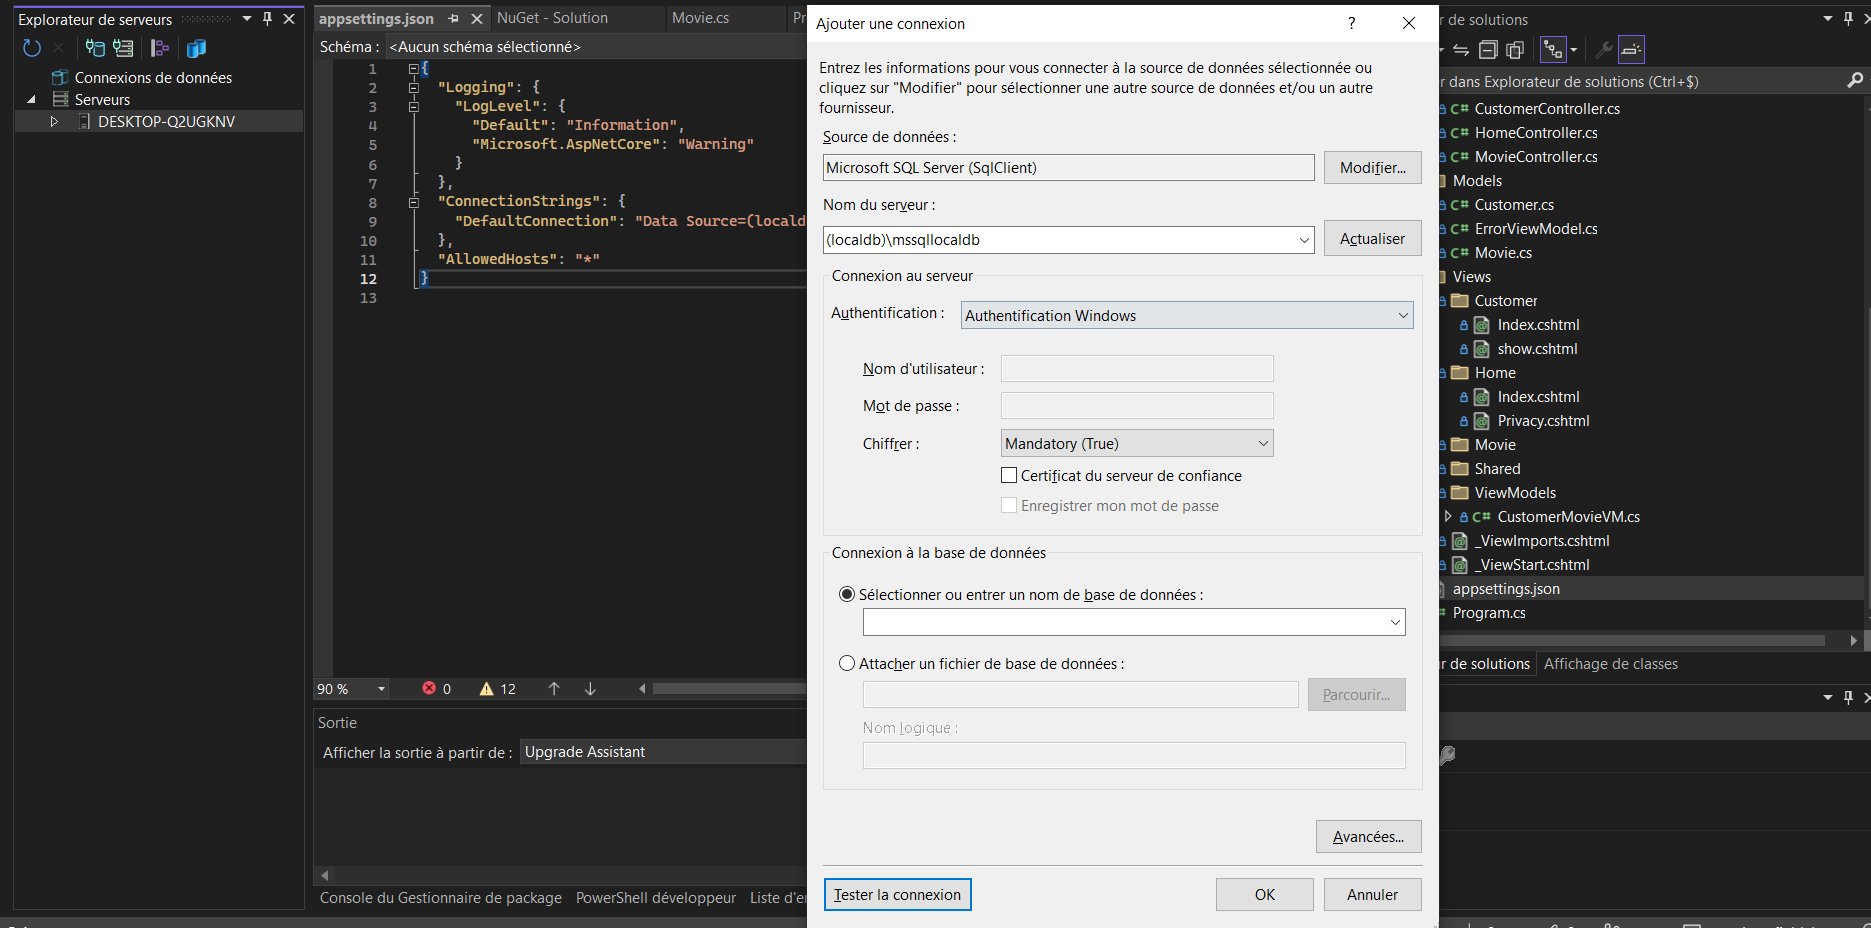 Explorateur de serveurs
Connexions de données
Serveurs
DESKTOP-Q2UGKNV
appsettings.json
NuGet - Solution
Movie.cs
Pr
Schéma :
<Aucun schéma sélectionné>
1 {
2 "Logging": {
3 "LogLevel": {
4 "Default": "Information",
5 "Microsoft.AspNetCore": "Warning"
6 }
7 },
8 "ConnectionStrings": {
9 "DefaultConnection": "Data Source=(locald
10 },
11 "AllowedHosts": "*"
12 }
13
90 %
0
12
Sortie
Afficher la sortie à partir de :
Upgrade Assistant
Console du Gestionnaire de package
PowerShell développeur
Liste d'er
Ajouter une connexion
?
Entrez les informations pour vous connecter à la source de données sélectionnée ou
cliquez sur "Modifier" pour sélectionner une autre source de données et/ou un autre
fournisseur.
Source de données :
Microsoft SQL Server (SqlClient)
Modifier...
Nom du serveur :
(localdb)\mssqllocaldb
Actualiser
Connexion au serveur
Authentification :
Authentification Windows
Nom d'utilisateur :
Mot de passe :
Chiffrer :
Mandatory (True)
Certificat du serveur de confiance
Enregistrer mon mot de passe
Connexion à la base de données
Sélectionner ou entrer un nom de base de données :
Attacher un fichier de base de données :
Parcourir...
Nom logique :
Avancées...
Tester la connexion
OK
Annuler
r de solutions
r dans Explorateur de solutions (Ctrl+$)
C# CustomerController.cs
C# HomeController.cs
C# MovieController.cs
Models
C# Customer.cs
C# ErrorViewModel.cs
C# Movie.cs
Views
Customer
Index.cshtml
show.cshtml
Home
Index.cshtml
Privacy.cshtml
Movie
Shared
ViewModels
C# CustomerMovieVM.cs
_ViewImports.cshtml
_ViewStart.cshtml
appsettings.json
Program.cs
r de solutions
Affichage de classes